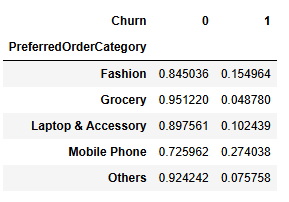 Churn 0 1
PreferredOrderCategory
Fashion 0.845036 0.154964
Grocery 0.951220 0.048780
Laptop & Accessory 0.897561 0.102439
Mobile Phone 0.725962 0.274038
Others 0.924242 0.075758